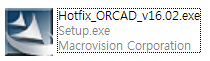 Hotfix_ORCAD_v16.02.exe
Setup.exe
Macrovision Corporation